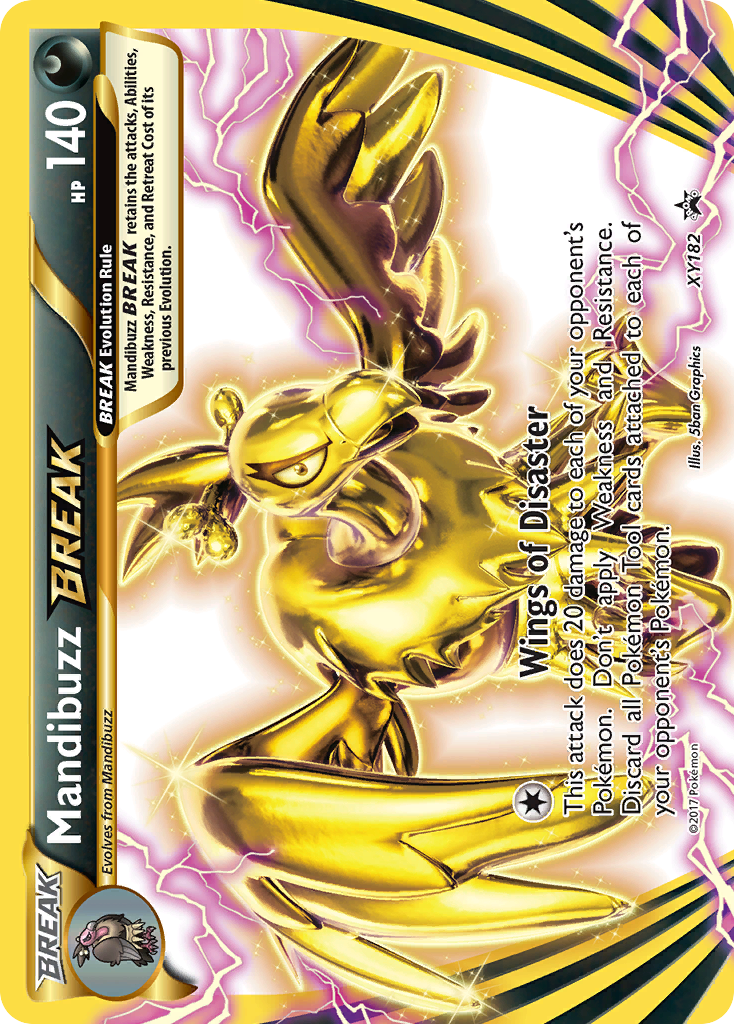 BREAK
Mandibuzz BREAK HP 140
Evolves from Mandibuzz
BREAK Evolution Rule
Mandibuzz BREAK retains the attacks, Abilities,
Weakness, Resistance, and Retreat Cost of its
previous Evolution.
Wings of Disaster
This attack does 20 damage to each of your opponent's
Pokémon. Don't apply Weakness and Resistance.
Discard all Pokémon Tool cards attached to each of
your opponent's Pokémon.
Illus. 5ban Graphics
©2017 Pokémon
XY182